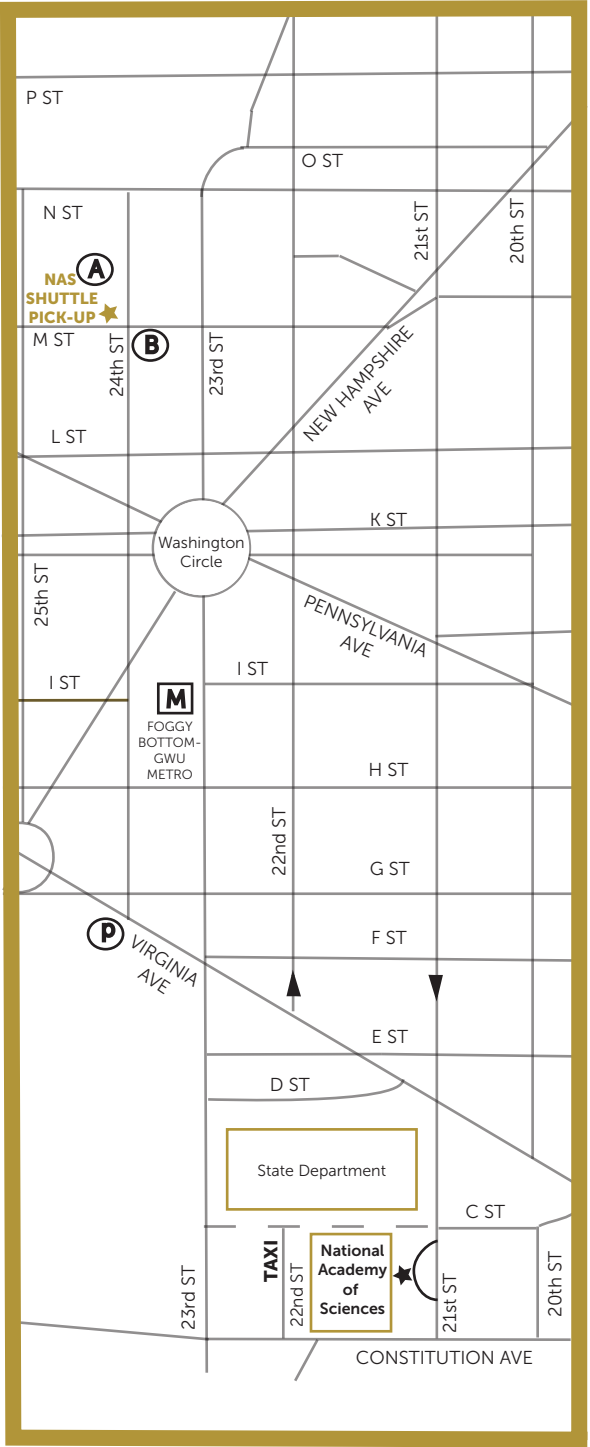 P ST
O ST
N ST
21st ST
20th ST
A
NAS
SHUTTLE
PICK-UP
M ST
24th ST
B
23rd ST
NEW HAMPSHIRE
AVE
L ST
K ST
Washington
Circle
25th ST
PENNSYLVANIA
AVE
I ST
I ST
M
FOGGY
BOTTOM-
GWU
METRO
H ST
22nd ST
G ST
P
VIRGINIA
AVE
F ST
E ST
D ST
State Department
C ST
23rd ST
TAXI
22nd ST
National
Academy
of
Sciences
21st ST
20th ST
CONSTITUTION AVE